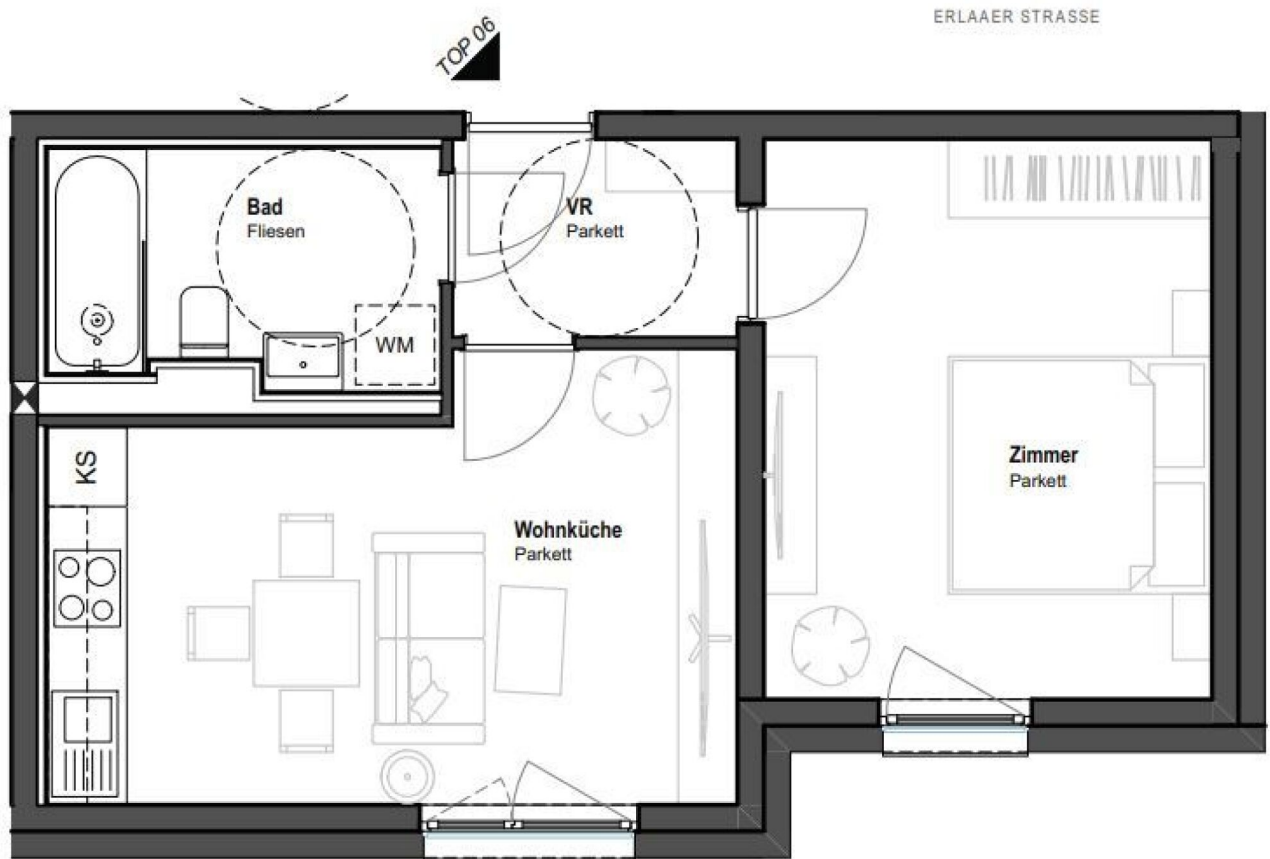 ERLAAER STRASSE
TOP 06
Bad
Fliesen
VR
Parkett
WM
KS
Wohnküche
Parkett
Zimmer
Parkett